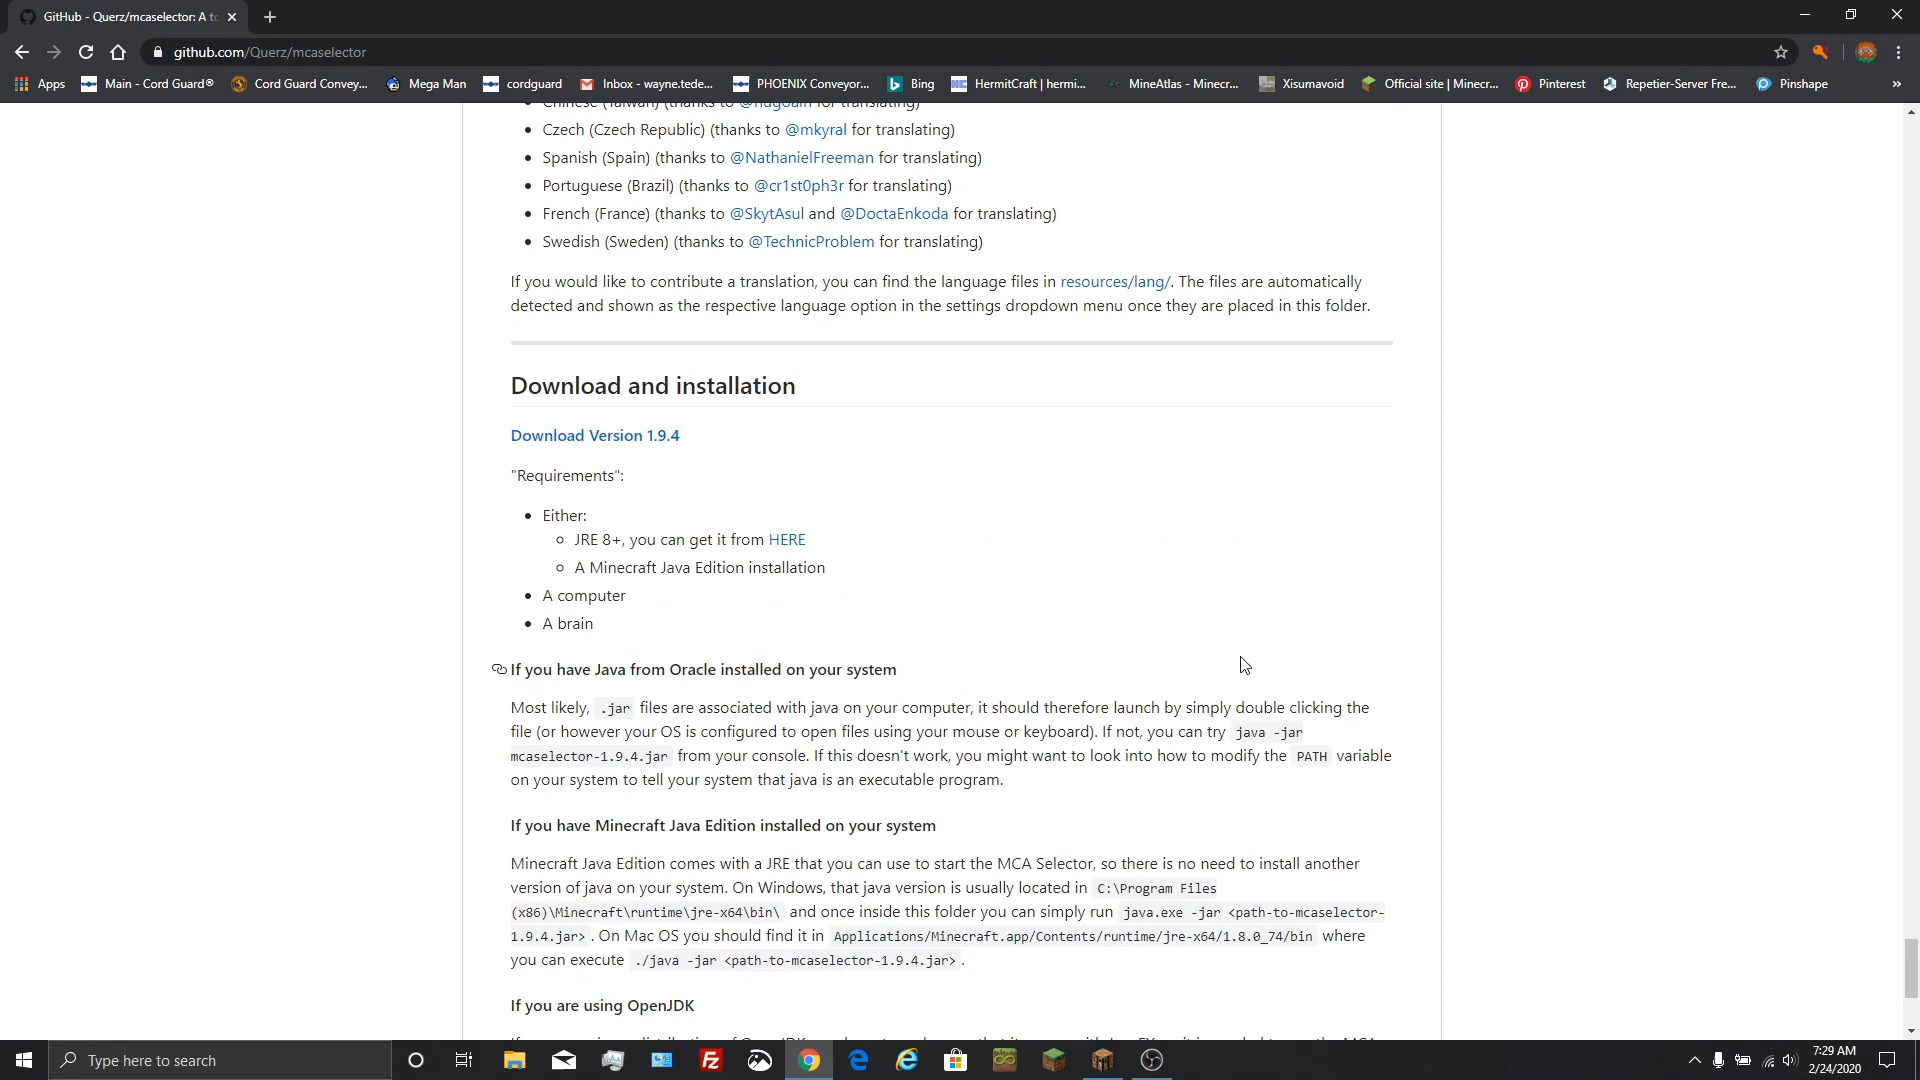 GitHub - Querz/mcaselector: A to
github.com/Querz/mcaselector
Apps
Main - Cord Guard®
Cord Guard Convey...
Mega Man
cordguard
Inbox - wayne.tede...
PHOENIX Conveyor...
Bing
HermitCraft | hermi...
MineAtlas - Minecr...
Xisumavoid
Official site | Minecr...
Pinterest
Repetier-Server Fre...
Pinshape
»
Chinese (Taiwan) (thanks to @hugoalh for translating)
Czech (Czech Republic) (thanks to @mkyral for translating)
Spanish (Spain) (thanks to @NathanielFreeman for translating)
Portuguese (Brazil) (thanks to @cr1st0ph3r for translating)
French (France) (thanks to @SkytAsul and @DoctaEnkoda for translating)
Swedish (Sweden) (thanks to @TechnicProblem for translating)
If you would like to contribute a translation, you can find the language files in resources/lang/. The files are automatically
detected and shown as the respective language option in the settings dropdown menu once they are placed in this folder.
Download and installation
Download Version 1.9.4
"Requirements":
Either:
JRE 8+, you can get it from HERE
A Minecraft Java Edition installation
A computer
A brain
If you have Java from Oracle installed on your system
Most likely, .jar files are associated with java on your computer, it should therefore launch by simply double clicking the
file (or however your OS is configured to open files using your mouse or keyboard). If not, you can try java -jar
mcaselector-1.9.4.jar from your console. If this doesn't work, you might want to look into how to modify the PATH variable
on your system to tell your system that java is an executable program.
If you have Minecraft Java Edition installed on your system
Minecraft Java Edition comes with a JRE that you can use to start the MCA Selector, so there is no need to install another
version of java on your system. On Windows, that java version is usually located in C:\Program Files
(x86)\Minecraft\runtime\jre-x64\bin\ and once inside this folder you can simply run java.exe -jar <path-to-mcaselector-
1.9.4.jar> . On Mac OS you should find it in Applications/Minecraft.app/Contents/runtime/jre-x64/1.8.0_74/bin where
you can execute ./java -jar <path-to-mcaselector-1.9.4.jar> .
If you are using OpenJDK
Type here to search
7:29 AM
2/24/2020